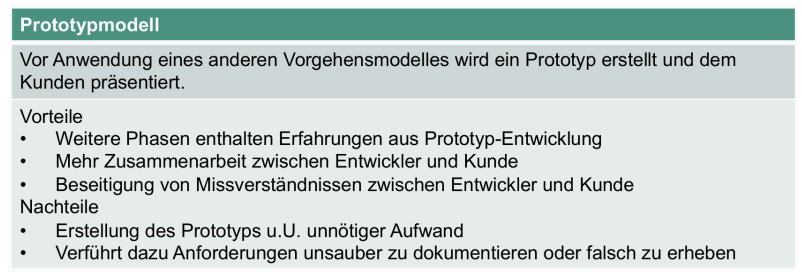 Prototypmodell
Vor Anwendung eines anderen Vorgehensmodelles wird ein Prototyp erstellt und dem
Kunden präsentiert.
Vorteile
• Weitere Phasen enthalten Erfahrungen aus Prototyp-Entwicklung
• Mehr Zusammenarbeit zwischen Entwickler und Kunde
• Beseitigung von Missverständnissen zwischen Entwickler und Kunde
Nachteile
• Erstellung des Prototyps u.U. unnötiger Aufwand
• Verführt dazu Anforderungen unsauber zu dokumentieren oder falsch zu erheben